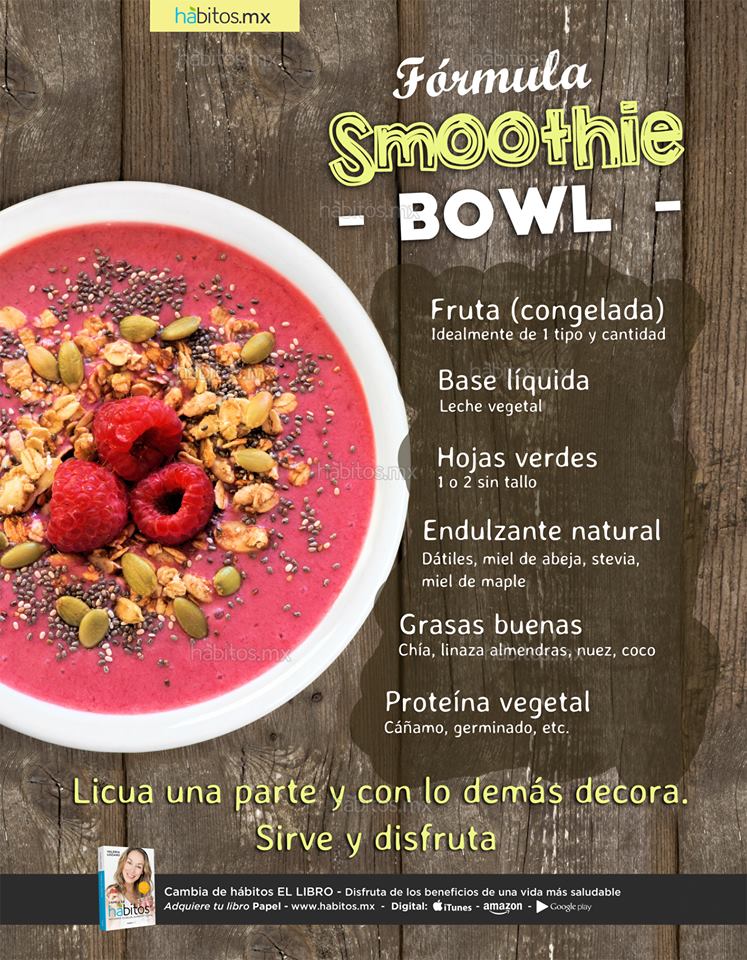 hábitos.mx
Fórmula
Smoothie
- BOWL -
Fruta (congelada)
Idealmente de 1 tipo y cantidad
Base líquida
Leche vegetal
Hojas verdes
1 o 2 sin tallo
Endulzante natural
Dátiles, miel de abeja, stevia,
miel de maple
Grasas buenas
Chía, linaza almendras, nuez, coco
Proteína vegetal
Cáñamo, germinado, etc.
Licua una parte y con lo demás decora.
Sirve y disfruta
hábitos
Cambia de hábitos EL LIBRO - Disfruta de los beneficios de una vida más saludable
Adquiere tu libro Papel - www.habitos.mx - Digital: iTunes - amazon - Google play